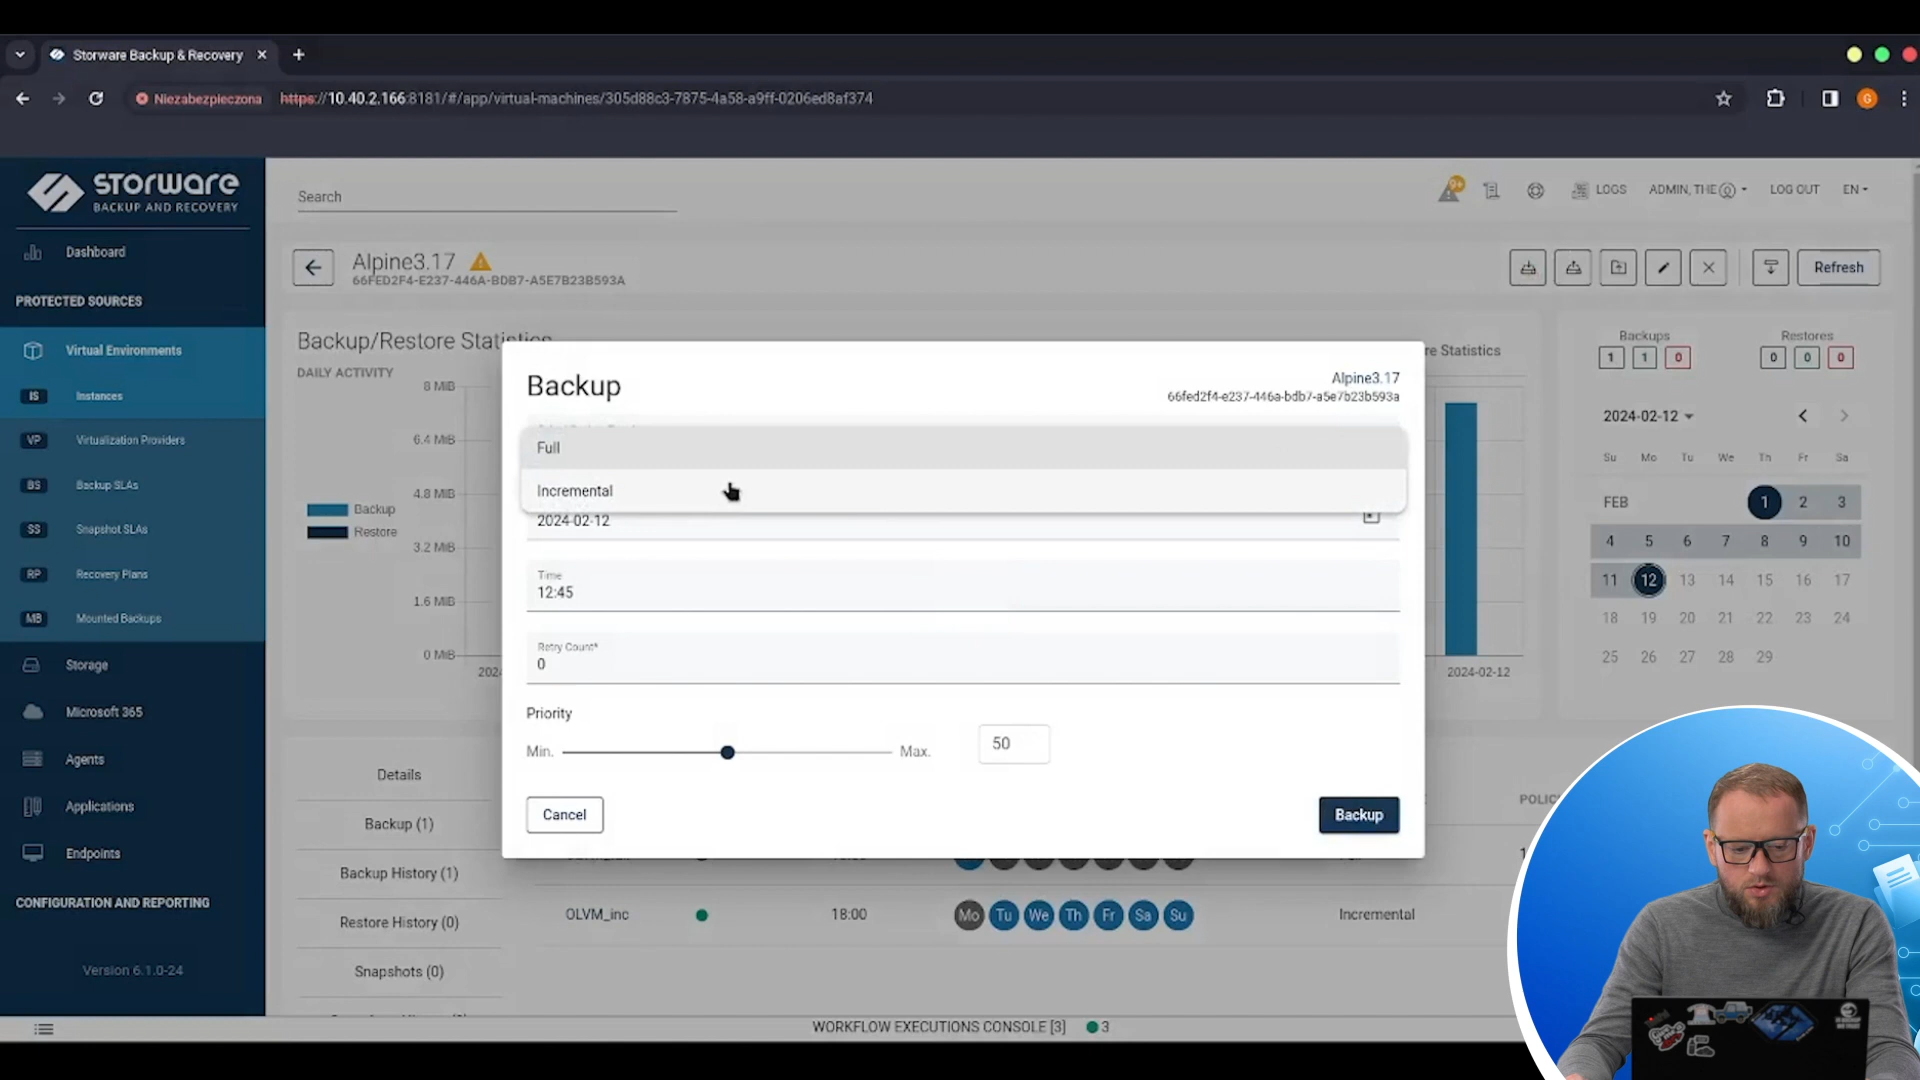 Storware Backup & Recovery
Niezabezpieczona
https://10.40.2.166:8181/#/app/virtual-machines/305d88c3-7875-4a58-a9ff-0206ed8af374
G
STORWARE
BACKUP AND RECOVERY
Search
9+
LOGS
ADMIN, THE
LOG OUT
EN
Dashboard
PROTECTED SOURCES
Virtual Environments
IS Instances
VP Virtualization Providers
BS Backup SLAs
SS Snapshot SLAs
RP Recovery Plans
MB Mounted Backups
Storage
Microsoft 365
Agents
Applications
Endpoints
CONFIGURATION AND REPORTING
Version 6.1.0-24
Alpine3.17
66FED2F4-E237-446A-BDB7-A5E7B23B593A
Refresh
Backup/Restore Statistics
DAILY ACTIVITY
8 MiB
6.4 MiB
4.8 MiB
3.2 MiB
1.6 MiB
0 MiB
Backup
Restore
202
re Statistics
2024-02-12
Backup
Alpine3.17
66fed2f4-e237-446a-bdb7-a5e7b23b593a
Full
Incremental
2024-02-12
Time
12:45
Retry Count*
0
Priority
Min.
Max.
50
Cancel
Backup
Backups
1 1 0
Restores
0 0 0
2024-02-12
Su Mo Tu We Th Fr Sa
FEB 1 2 3
4 5 6 7 8 9 10
11 12 13 14 15 16 17
18 19 20 21 22 23 24
25 26 27 28 29
Details
Backup (1)
Backup History (1)
Restore History (0)
Snapshots (0)
POLIC
OLVM_inc 18:00 Mo Tu We Th Fr Sa Su Incremental
WORKFLOW EXECUTIONS CONSOLE [3] 3